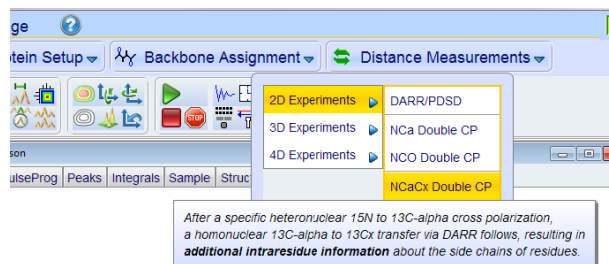 ge ?
otein Setup Backbone Assignment Distance Measurements
STOP
2D Experiments DARR/PDSD
NCa Double CP
3D Experiments
NCO Double CP
4D Experiments
son
ulseProg Peaks Integrals Sample Struc NCaCx Double CP
After a specific heteronuclear 15N to 13C-alpha cross polarization,
a homonuclear 13C-alpha to 13Cx transfer via DARR follows, resulting in
additional intraresidue information about the side chains of residues.